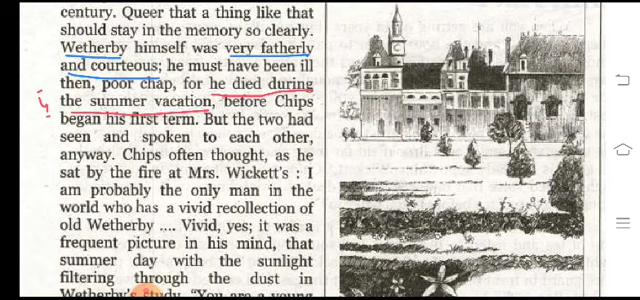 century. Queer that a thing like that
should stay in the memory so clearly.
Wetherby himself was very fatherly
and courteous; he must have been ill
then, poor chap, for he died during
the summer vacation, before Chips
began his first term. But the two had
seen and spoken to each other,
anyway. Chips often thought, as he
sat by the fire at Mrs. Wickett's : I
am probably the only man in the
world who has a vivid recollection of
old Wetherby .... Vivid, yes; it was a
frequent picture in his mind, that
summer day with the sunlight
filtering through the dust in
Wetherby's study. "You are a young